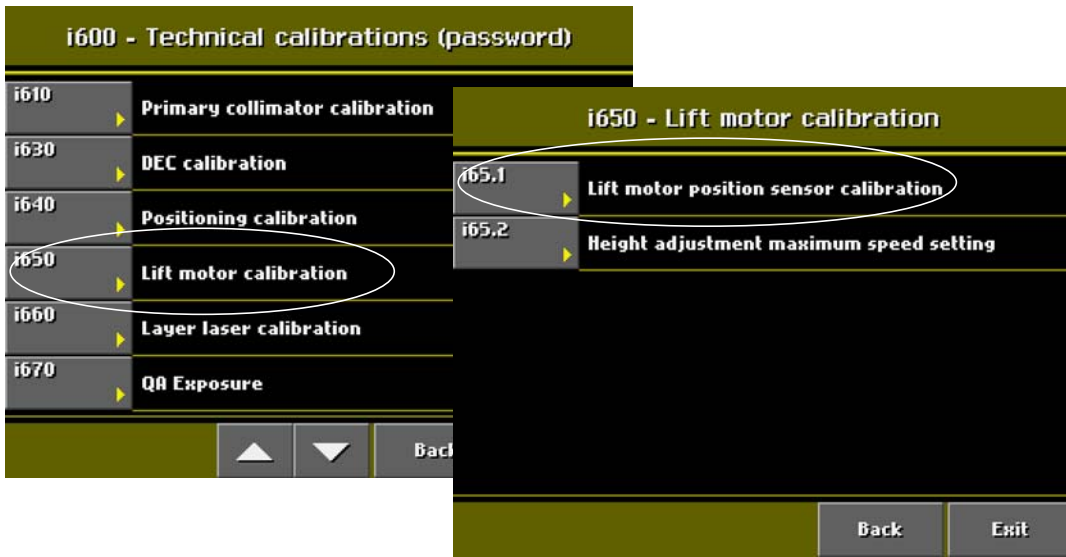 i600 - Technical calibrations (password)
i610
Primary collimator calibration
i630
DEC calibration
i640
Positioning calibration
i650
Lift motor calibration
i660
Layer laser calibration
i670
QA Exposure
Back
i650 - Lift motor calibration
i65.1
Lift motor position sensor calibration
i65.2
Height adjustment maximum speed setting
Back
Exit